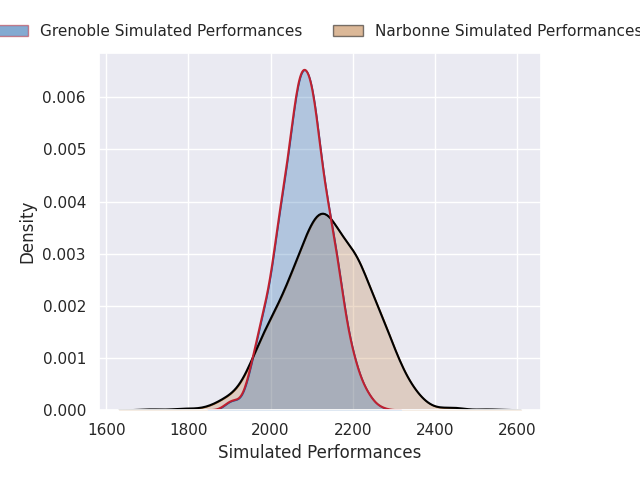 Grenoble Simulated Performances Narbonne Simulated Performances
0.006
0.005
0.004
0.003
0.002
0.001
0.000
Density
1600 1800 2000 2200 2400 2600
Simulated Performances